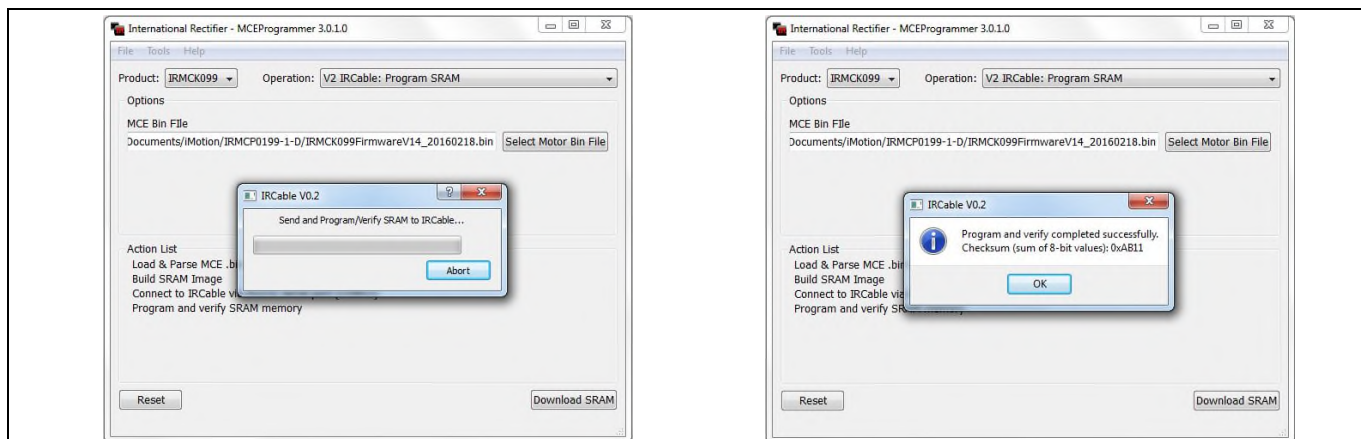 International Rectifier - MCEProgrammer 3.0.1.0
File Tools Help
Product: IRMCK099 Operation: V2 IRCable: Program SRAM
Options
MCE Bin FIle
Documents/iMotion/IRMCP0199-1-D/IRMCK099FirmwareV14_20160218.bin Select Motor Bin File
IRCable V0.2
Send and Program/Verify SRAM to IRCable...
Abort
Action List
Load & Parse MCE .bi
Build SRAM Image
Connect to IRCable
Program and verify SRAM memory
Reset Download SRAM
International Rectifier - MCEProgrammer 3.0.1.0
File Tools Help
Product: IRMCK099 Operation: V2 IRCable: Program SRAM
Options
MCE Bin FIle
Documents/iMotion/IRMCP0199-1-D/IRMCK099FirmwareV14_20160218.bin Select Motor Bin File
IRCable V0.2
Program and verify completed successfully.
Checksum (sum of 8-bit values): 0xAB11
OK
Action List
Load & Parse MCE .bin
Build SRAM Image
Connect to IRCable via
Program and verify
Reset Download SRAM